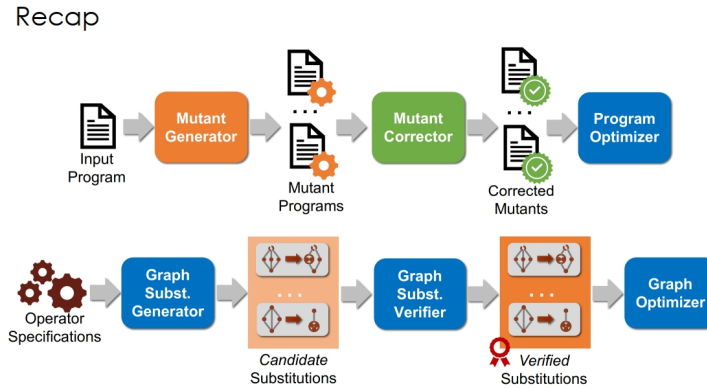 Recap
Input
Program
Mutant
Generator
...
Mutant
Programs
Mutant
Corrector
...
Corrected
Mutants
Program
Optimizer
Operator
Specifications
Graph
Subst.
Generator
...
Candidate
Substitutions
Graph
Subst.
Verifier
...
Verified
Substitutions
Graph
Optimizer